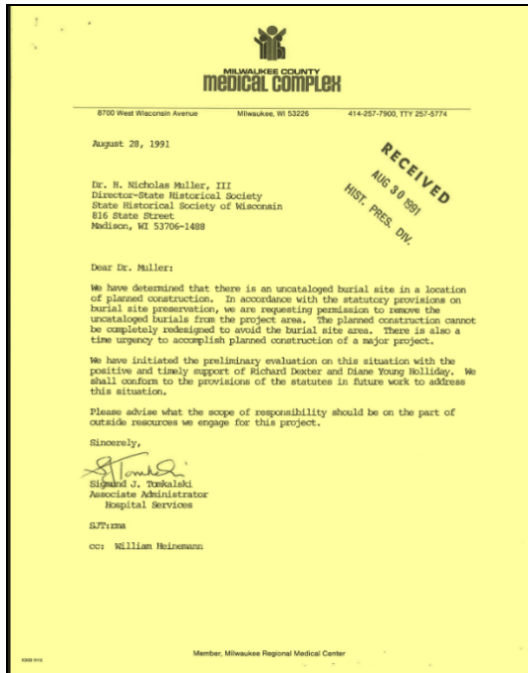 MILWAUKEE COUNTY
MEDICAL COMPLEX
8700 West Wisconsin Avenue Milwaukee, WI 53226 414-257-7900, TTY 257-5774
August 28, 1991
RECEIVED
AUG 30 1991
HIST. PRES. DIV.
Dr. H. Nicholas Muller, III
Director-State Historical Society
State Historical Society of Wisconsin
816 State Street
Madison, WI 53706-1488
Dear Dr. Muller:
We have determined that there is an uncataloged burial site in a location
of planned construction. In accordance with the statutory provisions on
burial site preservation, we are requesting permission to remove the
uncataloged burials from the project area. The planned construction cannot
be completely redesigned to avoid the burial site area. There is also a
time urgency to accomplish planned construction of a major project.
We have initiated the preliminary evaluation on this situation with the
positive and timely support of Richard Dexter and Diane Young Holliday. We
shall conform to the provisions of the statutes in future work to address
this situation.
Please advise what the scope of responsibility should be on the part of
outside resources we engage for this project.
Sincerely,
SJTomkalski
Sigmund J. Tomkalski
Associate Administrator
Hospital Services
SJT:rma
cc: William Heinemann
Member, Milwaukee Regional Medical Center